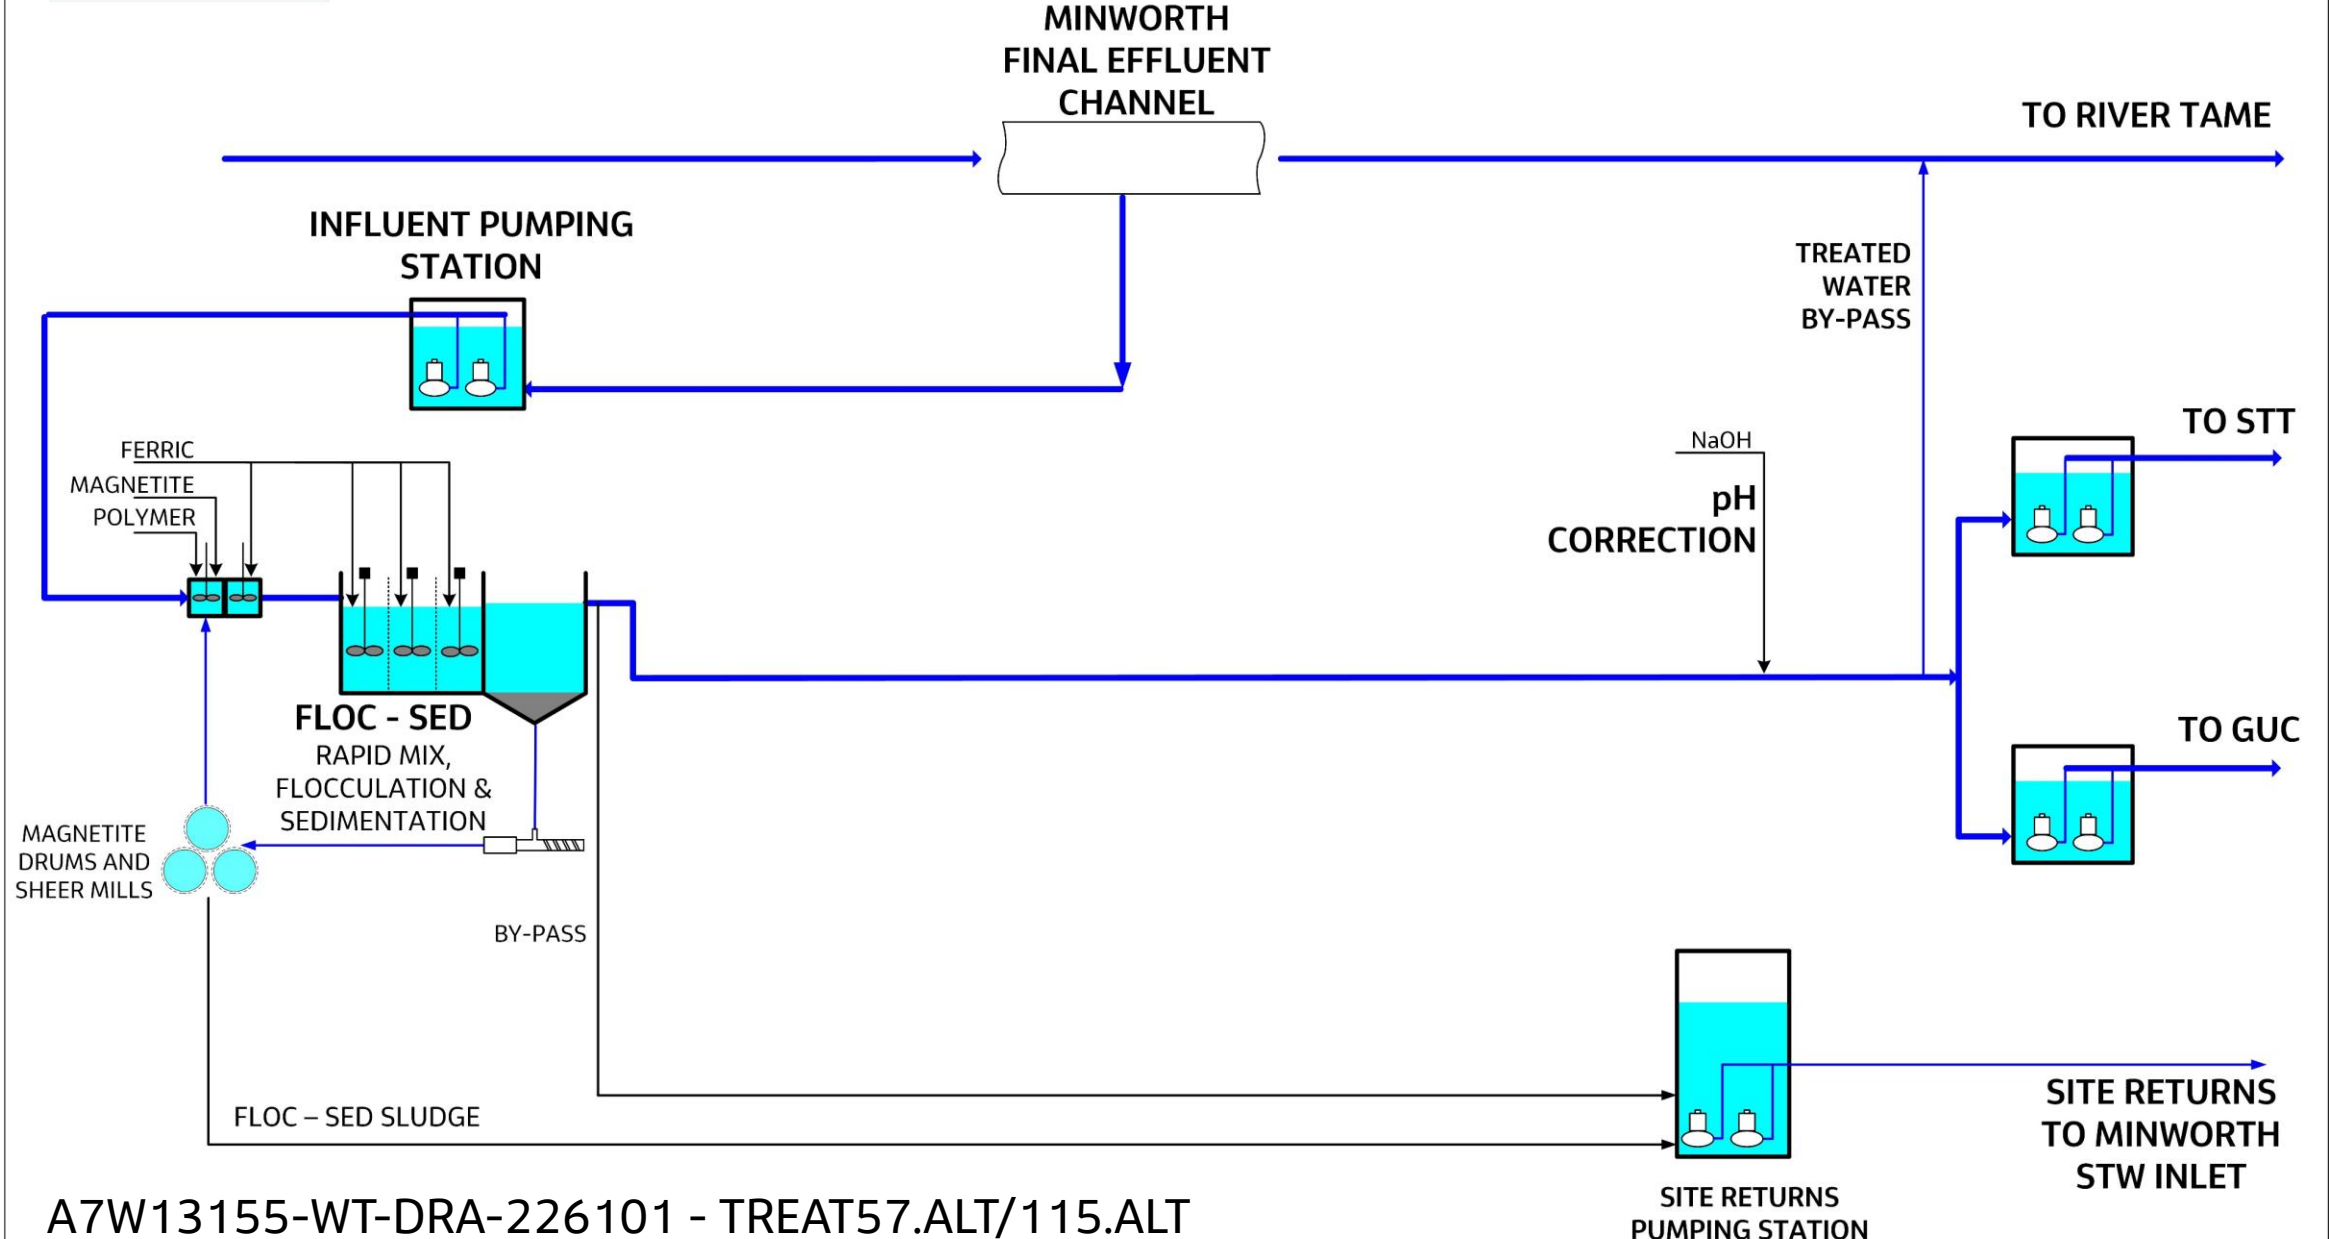 MINWORTH
FINAL EFFLUENT
CHANNEL
TO RIVER TAME
INFLUENT PUMPING
STATION
TREATED
WATER
BY-PASS
TO STT
FERRIC
MAGNETITE
POLYMER
NaOH
pH
CORRECTION
FLOC - SED
RAPID MIX,
FLOCCULATION &
SEDIMENTATION
TO GUC
MAGNETITE
DRUMS AND
SHEER MILLS
BY-PASS
FLOC – SED SLUDGE
SITE RETURNS
TO MINWORTH
STW INLET
SITE RETURNS
PUMPING STATION
A7W13155-WT-DRA-226101 - TREAT57.ALT/115.ALT